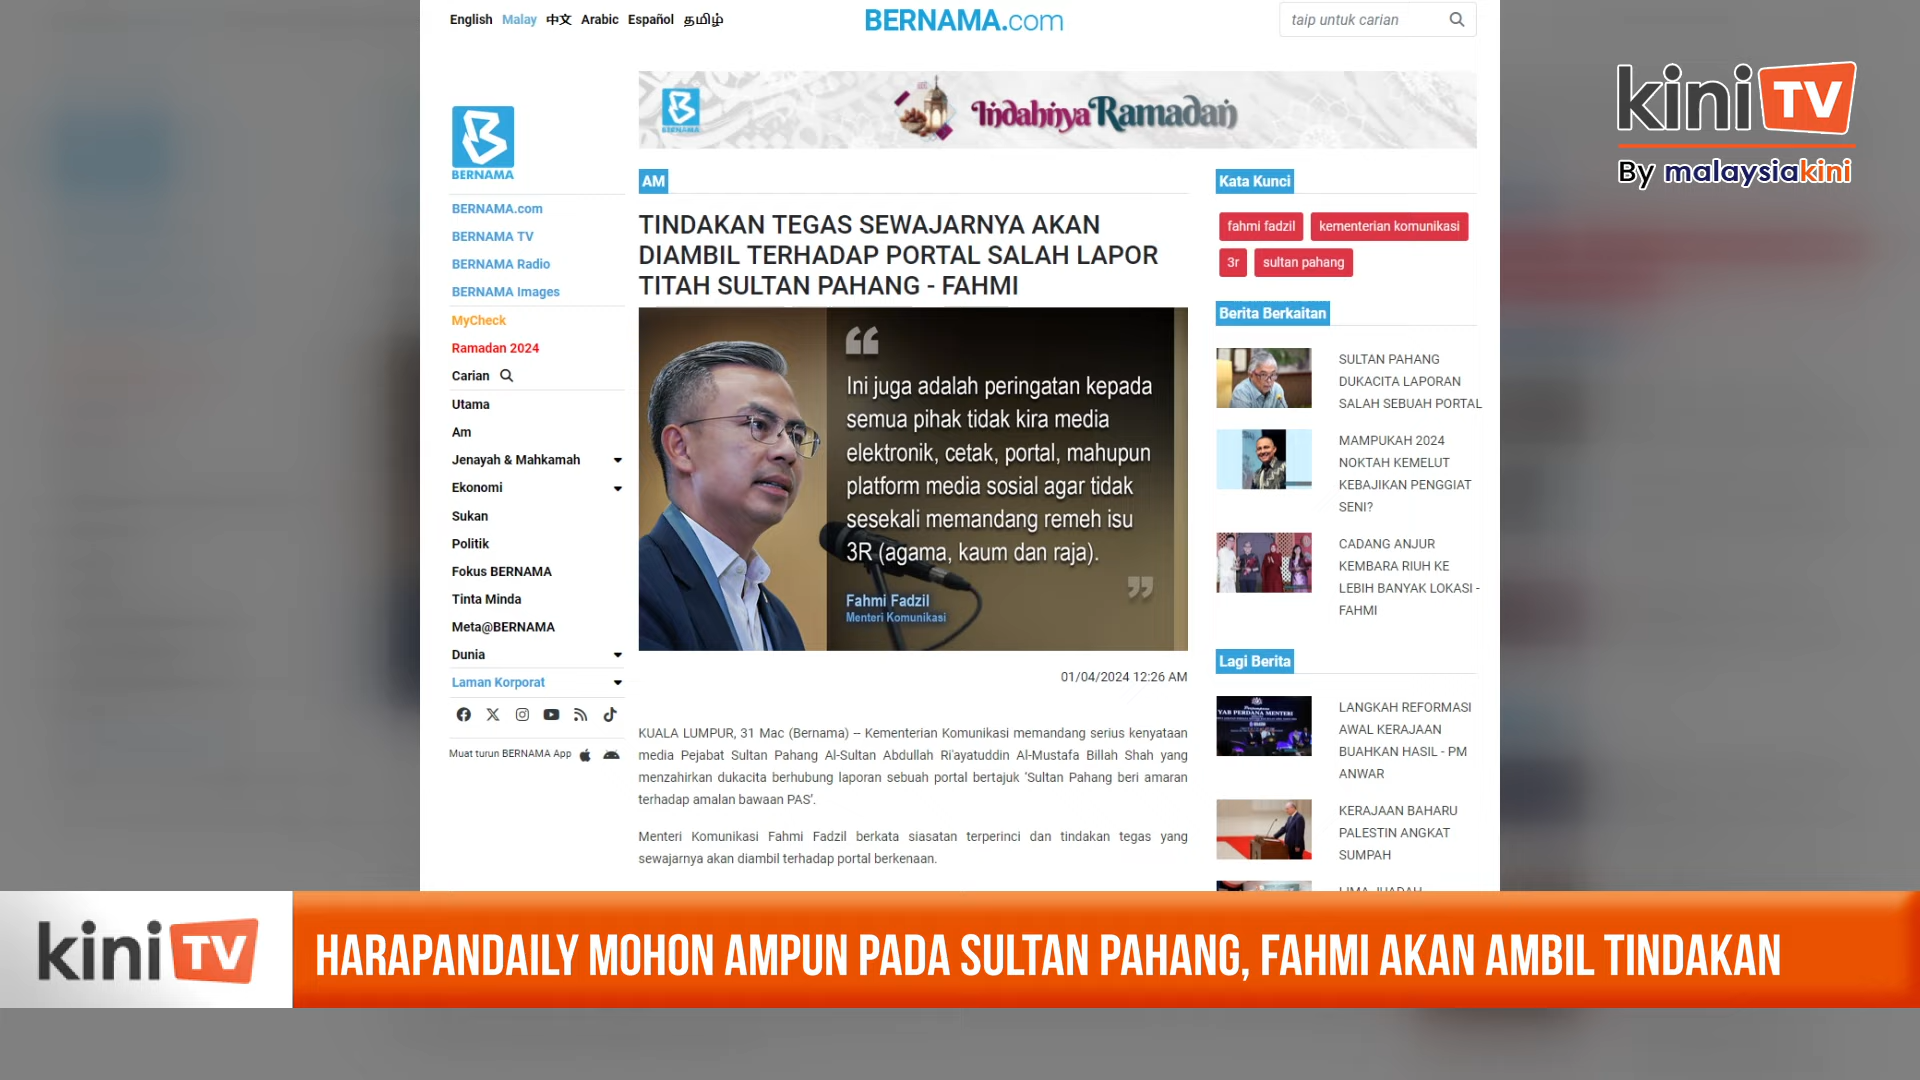 English Malay 中文 Arabic Español தமிழ்
BERNAMA.com
taip untuk carian
kini TV
By malaysiakini
BERNAMA
Indahnya Ramadan
BERNAMA
BERNAMA.com
BERNAMA TV
BERNAMA Radio
BERNAMA Images
MyCheck
Ramadan 2024
Carian
Utama
Am
Jenayah & Mahkamah
Ekonomi
Sukan
Politik
Fokus BERNAMA
Tinta Minda
Meta@BERNAMA
Dunia
Laman Korporat
Muat turun BERNAMA App
AM
TINDAKAN TEGAS SEWAJARNYA AKAN
DIAMBIL TERHADAP PORTAL SALAH LAPOR
TITAH SULTAN PAHANG - FAHMI
“
Ini juga adalah peringatan kepada
semua pihak tidak kira media
elektronik, cetak, portal, mahupun
platform media sosial agar tidak
sesekali memandang remeh isu
3R (agama, kaum dan raja).
”
Fahmi Fadzil
Menteri Komunikasi
01/04/2024 12:26 AM
KUALA LUMPUR, 31 Mac (Bernama) -- Kementerian Komunikasi memandang serius kenyataan
media Pejabat Sultan Pahang Al-Sultan Abdullah Ri'ayatuddin Al-Mustafa Billah Shah yang
menzahirkan dukacita berhubung laporan sebuah portal bertajuk ‘Sultan Pahang beri amaran
terhadap amalan bawaan PAS’.
Menteri Komunikasi Fahmi Fadzil berkata siasatan terperinci dan tindakan tegas yang
sewajarnya akan diambil terhadap portal berkenaan.
Kata Kunci
fahmi fadzil kementerian komunikasi
3r sultan pahang
Berita Berkaitan
SULTAN PAHANG
DUKACITA LAPORAN
SALAH SEBUAH PORTAL
MAMPUKAH 2024
NOKTAH KEMELUT
KEBAJIKAN PENGGIAT
SENI?
CADANG ANJUR
KEMBARA RIUH KE
LEBIH BANYAK LOKASI -
FAHMI
Lagi Berita
YAB PERDANA MENTERI
LANGKAH REFORMASI
AWAL KERAJAAN
BUAHKAN HASIL - PM
ANWAR
KERAJAAN BAHARU
PALESTIN ANGKAT
SUMPAH
kini TV
HARAPANDAILY MOHON AMPUN PADA SULTAN PAHANG, FAHMI AKAN AMBIL TINDAKAN